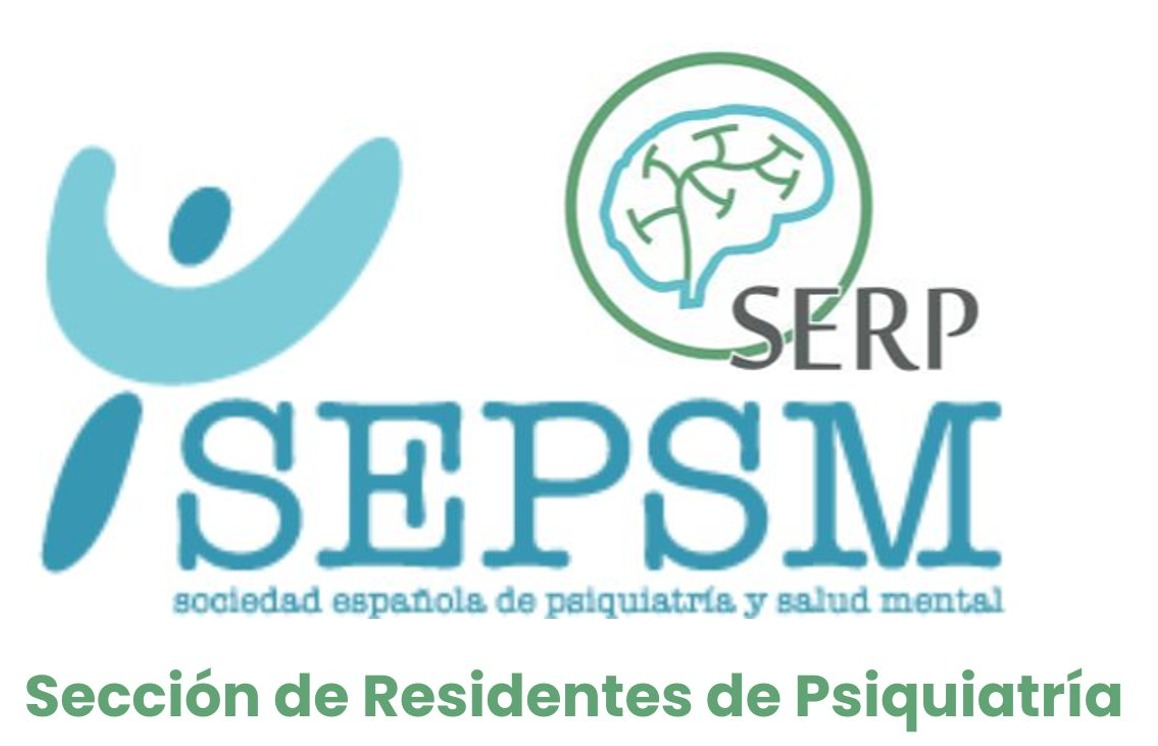 SERP
SEPSM
sociedad española de psiquiatría y salud mental
Sección de Residentes de Psiquiatría